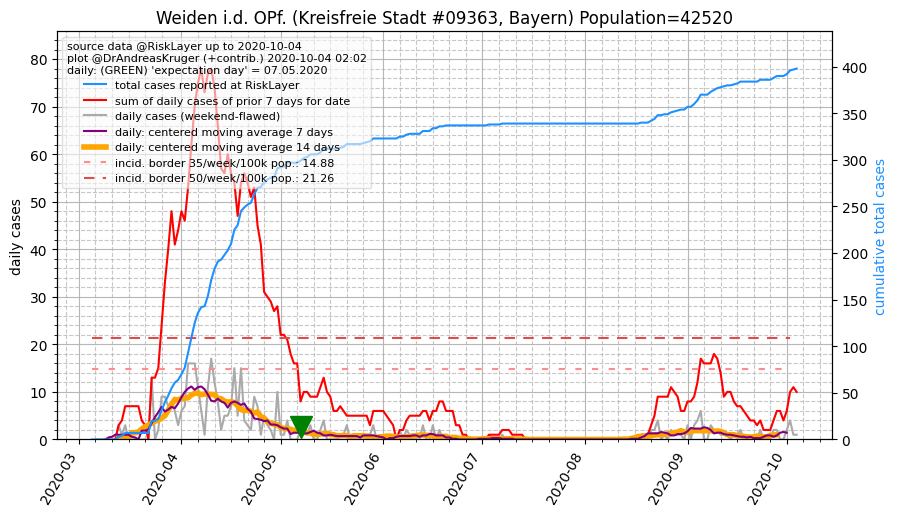 Weiden i.d. OPf. (Kreisfreie Stadt #09363, Bayern) Population=42520
source data @RiskLayer up to 2020-10-04
plot @DrAndreasKruger (+contrib.) 2020-10-04 02:02
daily: (GREEN) 'expectation day' = 07.05.2020
total cases reported at RiskLayer
sum of daily cases of prior 7 days for date
daily cases (weekend-flawed)
daily: centered moving average 7 days
daily: centered moving average 14 days
incid. border 35/week/100k pop.: 14.88
incid. border 50/week/100k pop.: 21.26
daily cases
80
70
60
50
40
30
20
10
0
cumulative total cases
400
350
300
250
200
150
100
50
0
2020-03
2020-04
2020-05
2020-06
2020-07
2020-08
2020-09
2020-10